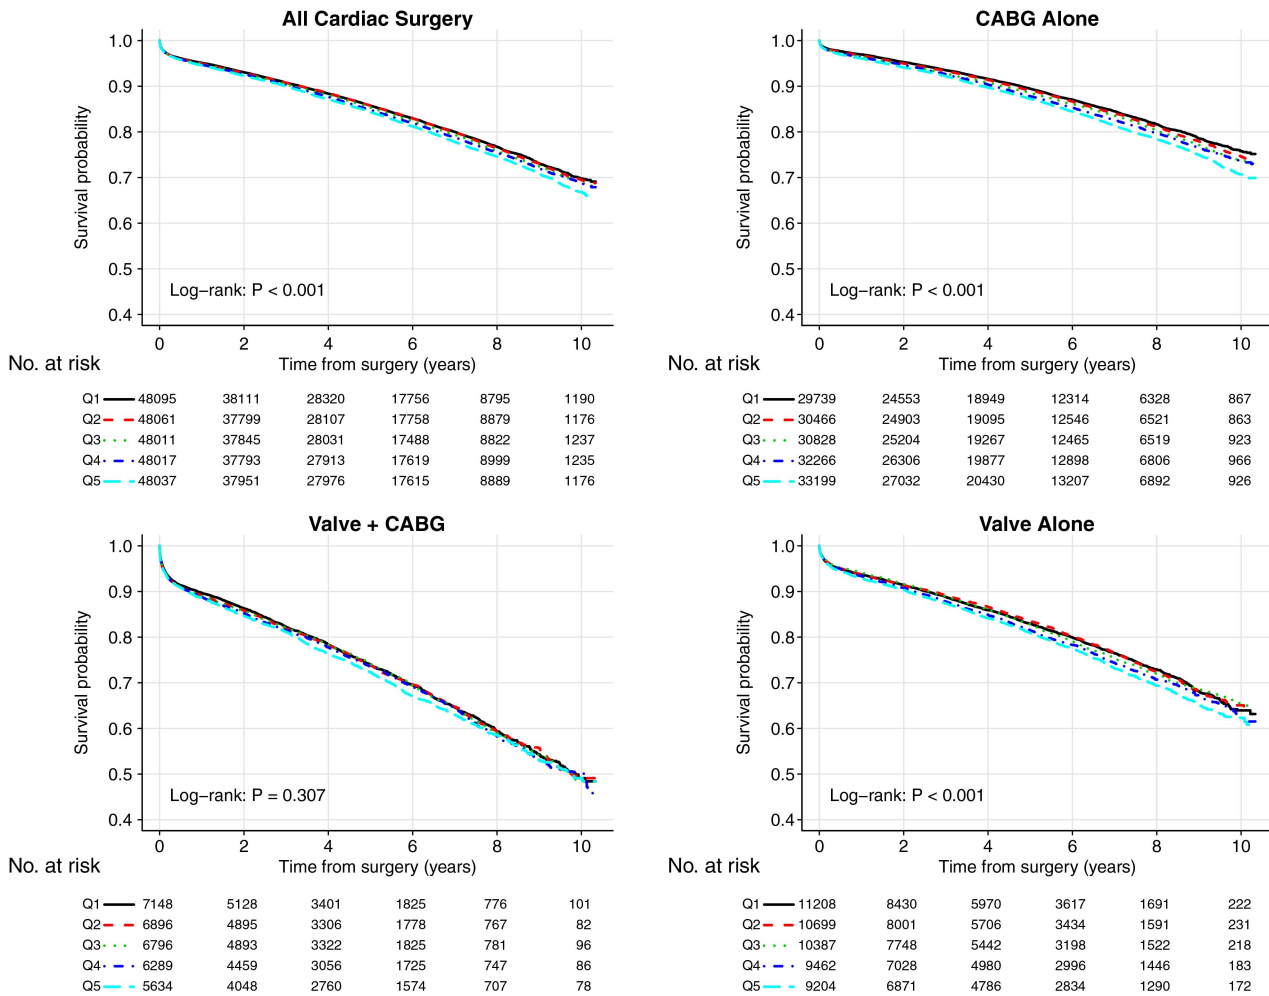 All Cardiac Surgery
1.0
0.9
0.8
0.7
0.6
0.5
0.4
Survival probability
Log−rank: P < 0.001
0 2 4 6 8 10
No. at risk
Time from surgery (years)
Q1 48095 38111 28320 17756 8795 1190
Q2 48061 37799 28107 17758 8879 1176
Q3 48011 37845 28031 17488 8822 1237
Q4 48017 37793 27913 17619 8999 1235
Q5 48037 37951 27976 17615 8889 1176
CABG Alone
1.0
0.9
0.8
0.7
0.6
0.5
0.4
Survival probability
Log−rank: P < 0.001
0 2 4 6 8 10
No. at risk
Time from surgery (years)
Q1 29739 24553 18949 12314 6328 867
Q2 30466 24903 19095 12546 6521 863
Q3 30828 25204 19267 12465 6519 923
Q4 32266 26306 19877 12898 6806 966
Q5 33199 27032 20430 13207 6892 926
Valve + CABG
1.0
0.9
0.8
0.7
0.6
0.5
0.4
Survival probability
Log−rank: P = 0.307
0 2 4 6 8 10
No. at risk
Time from surgery (years)
Q1 7148 5128 3401 1825 776 101
Q2 6896 4895 3306 1778 767 82
Q3 6796 4893 3322 1825 781 96
Q4 6289 4459 3056 1725 747 86
Q5 5634 4048 2760 1574 707 78
Valve Alone
1.0
0.9
0.8
0.7
0.6
0.5
0.4
Survival probability
Log−rank: P < 0.001
0 2 4 6 8 10
No. at risk
Time from surgery (years)
Q1 11208 8430 5970 3617 1691 222
Q2 10699 8001 5706 3434 1591 231
Q3 10387 7748 5442 3198 1522 218
Q4 9462 7028 4980 2996 1446 183
Q5 9204 6871 4786 2834 1290 172